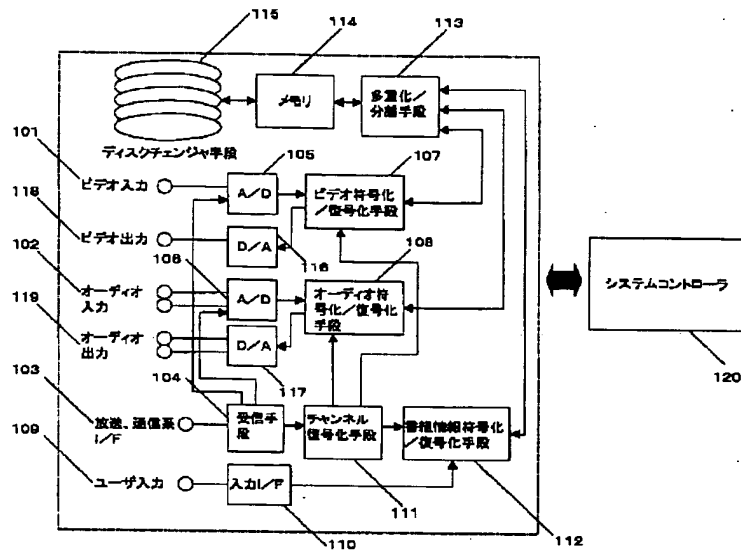 115
114
113
メモリ
多重化／
分離手段
ディスクチェンジャ手段
101
105
107
ビデオ入力
A／D
ビデオ符号化
／復号化手段
118
ビデオ出力
D／A
116
108
102
106
オーディオ
入力
A／D
オーディオ符
号化／復号化
手段
システムコントローラ
119
オーディオ
出力
D／A
117
120
103
104
放送、通信系
I／F
受信手
段
チャンネル
復号化手段
番組情報符号化
／復号化手段
109
ユーザ入力
入力I／F
111
112
110